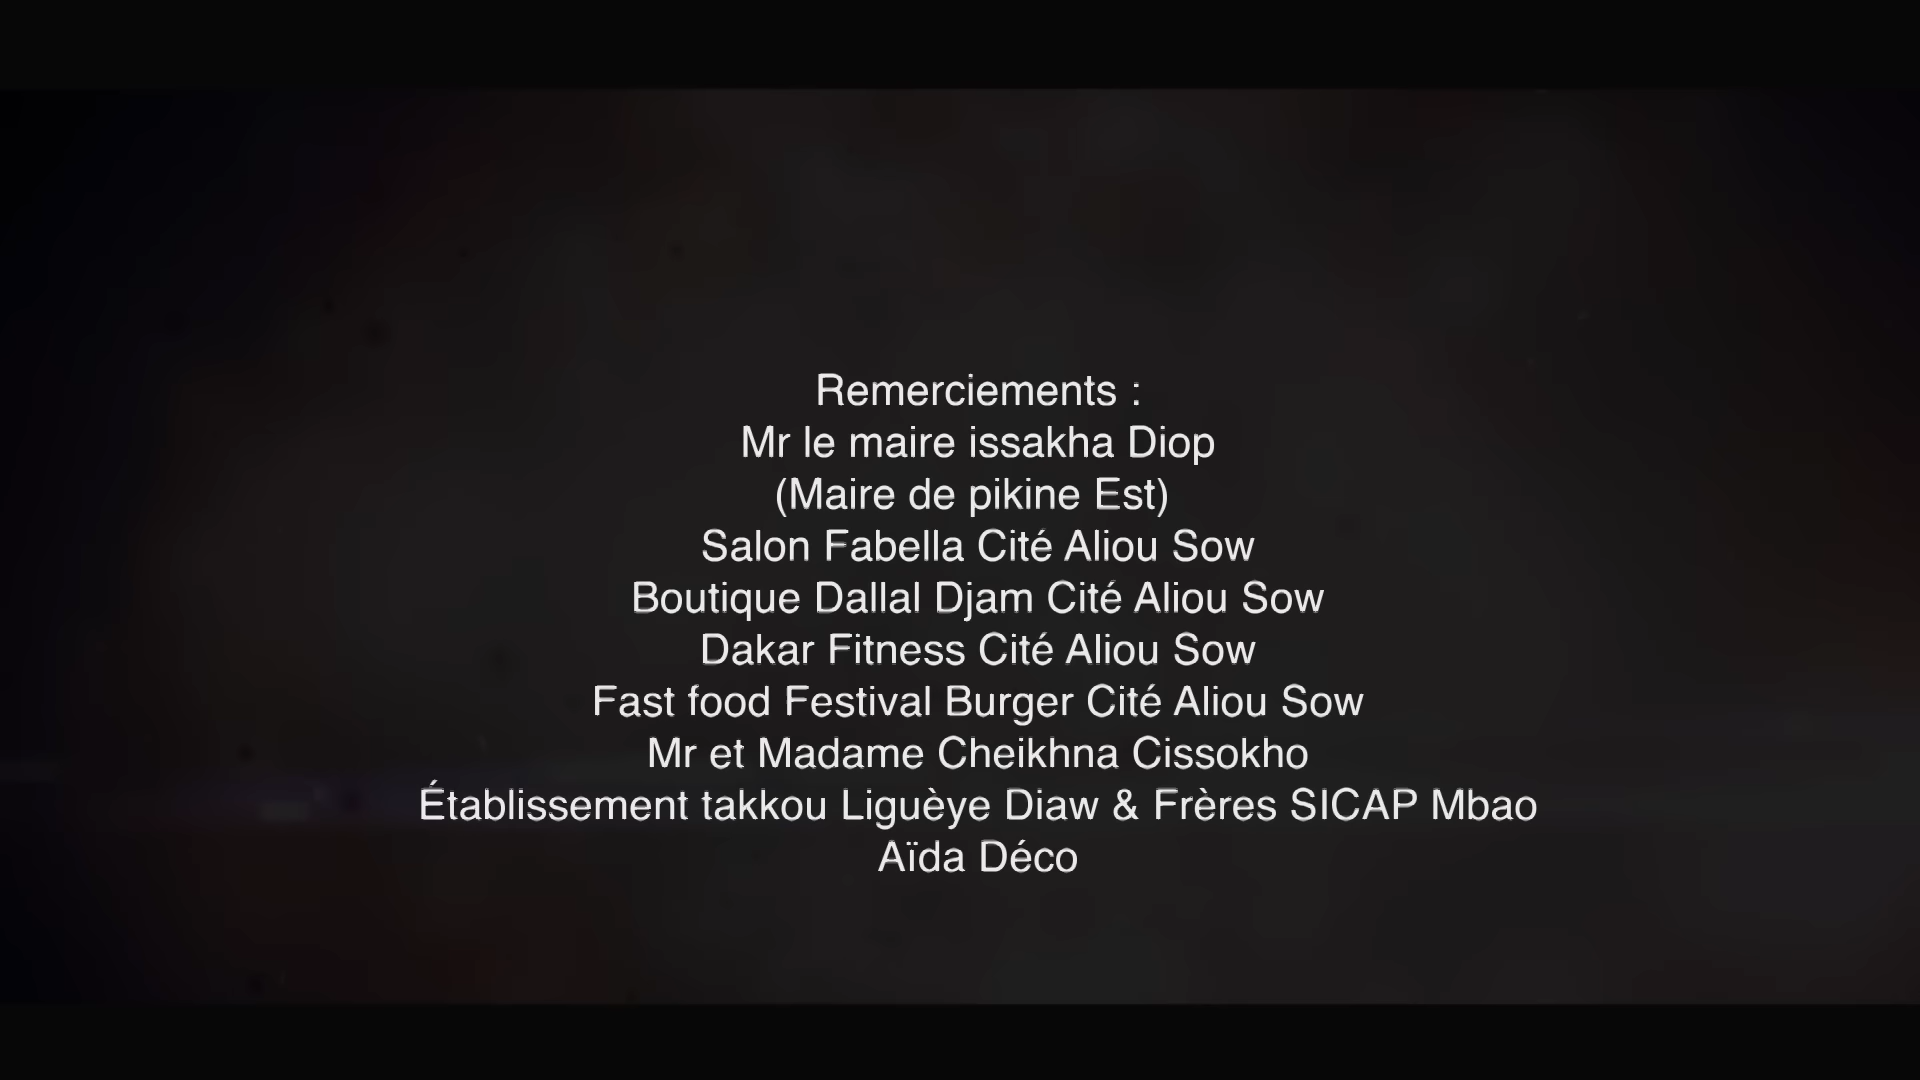 Remerciements :
Mr le maire issakha Diop
(Maire de pikine Est)
Salon Fabella Cité Aliou Sow
Boutique Dallal Djam Cité Aliou Sow
Dakar Fitness Cité Aliou Sow
Fast food Festival Burger Cité Aliou Sow
Mr et Madame Cheikhna Cissokho
Établissement takkou Liguèye Diaw & Frères SICAP Mbao
Aïda Déco